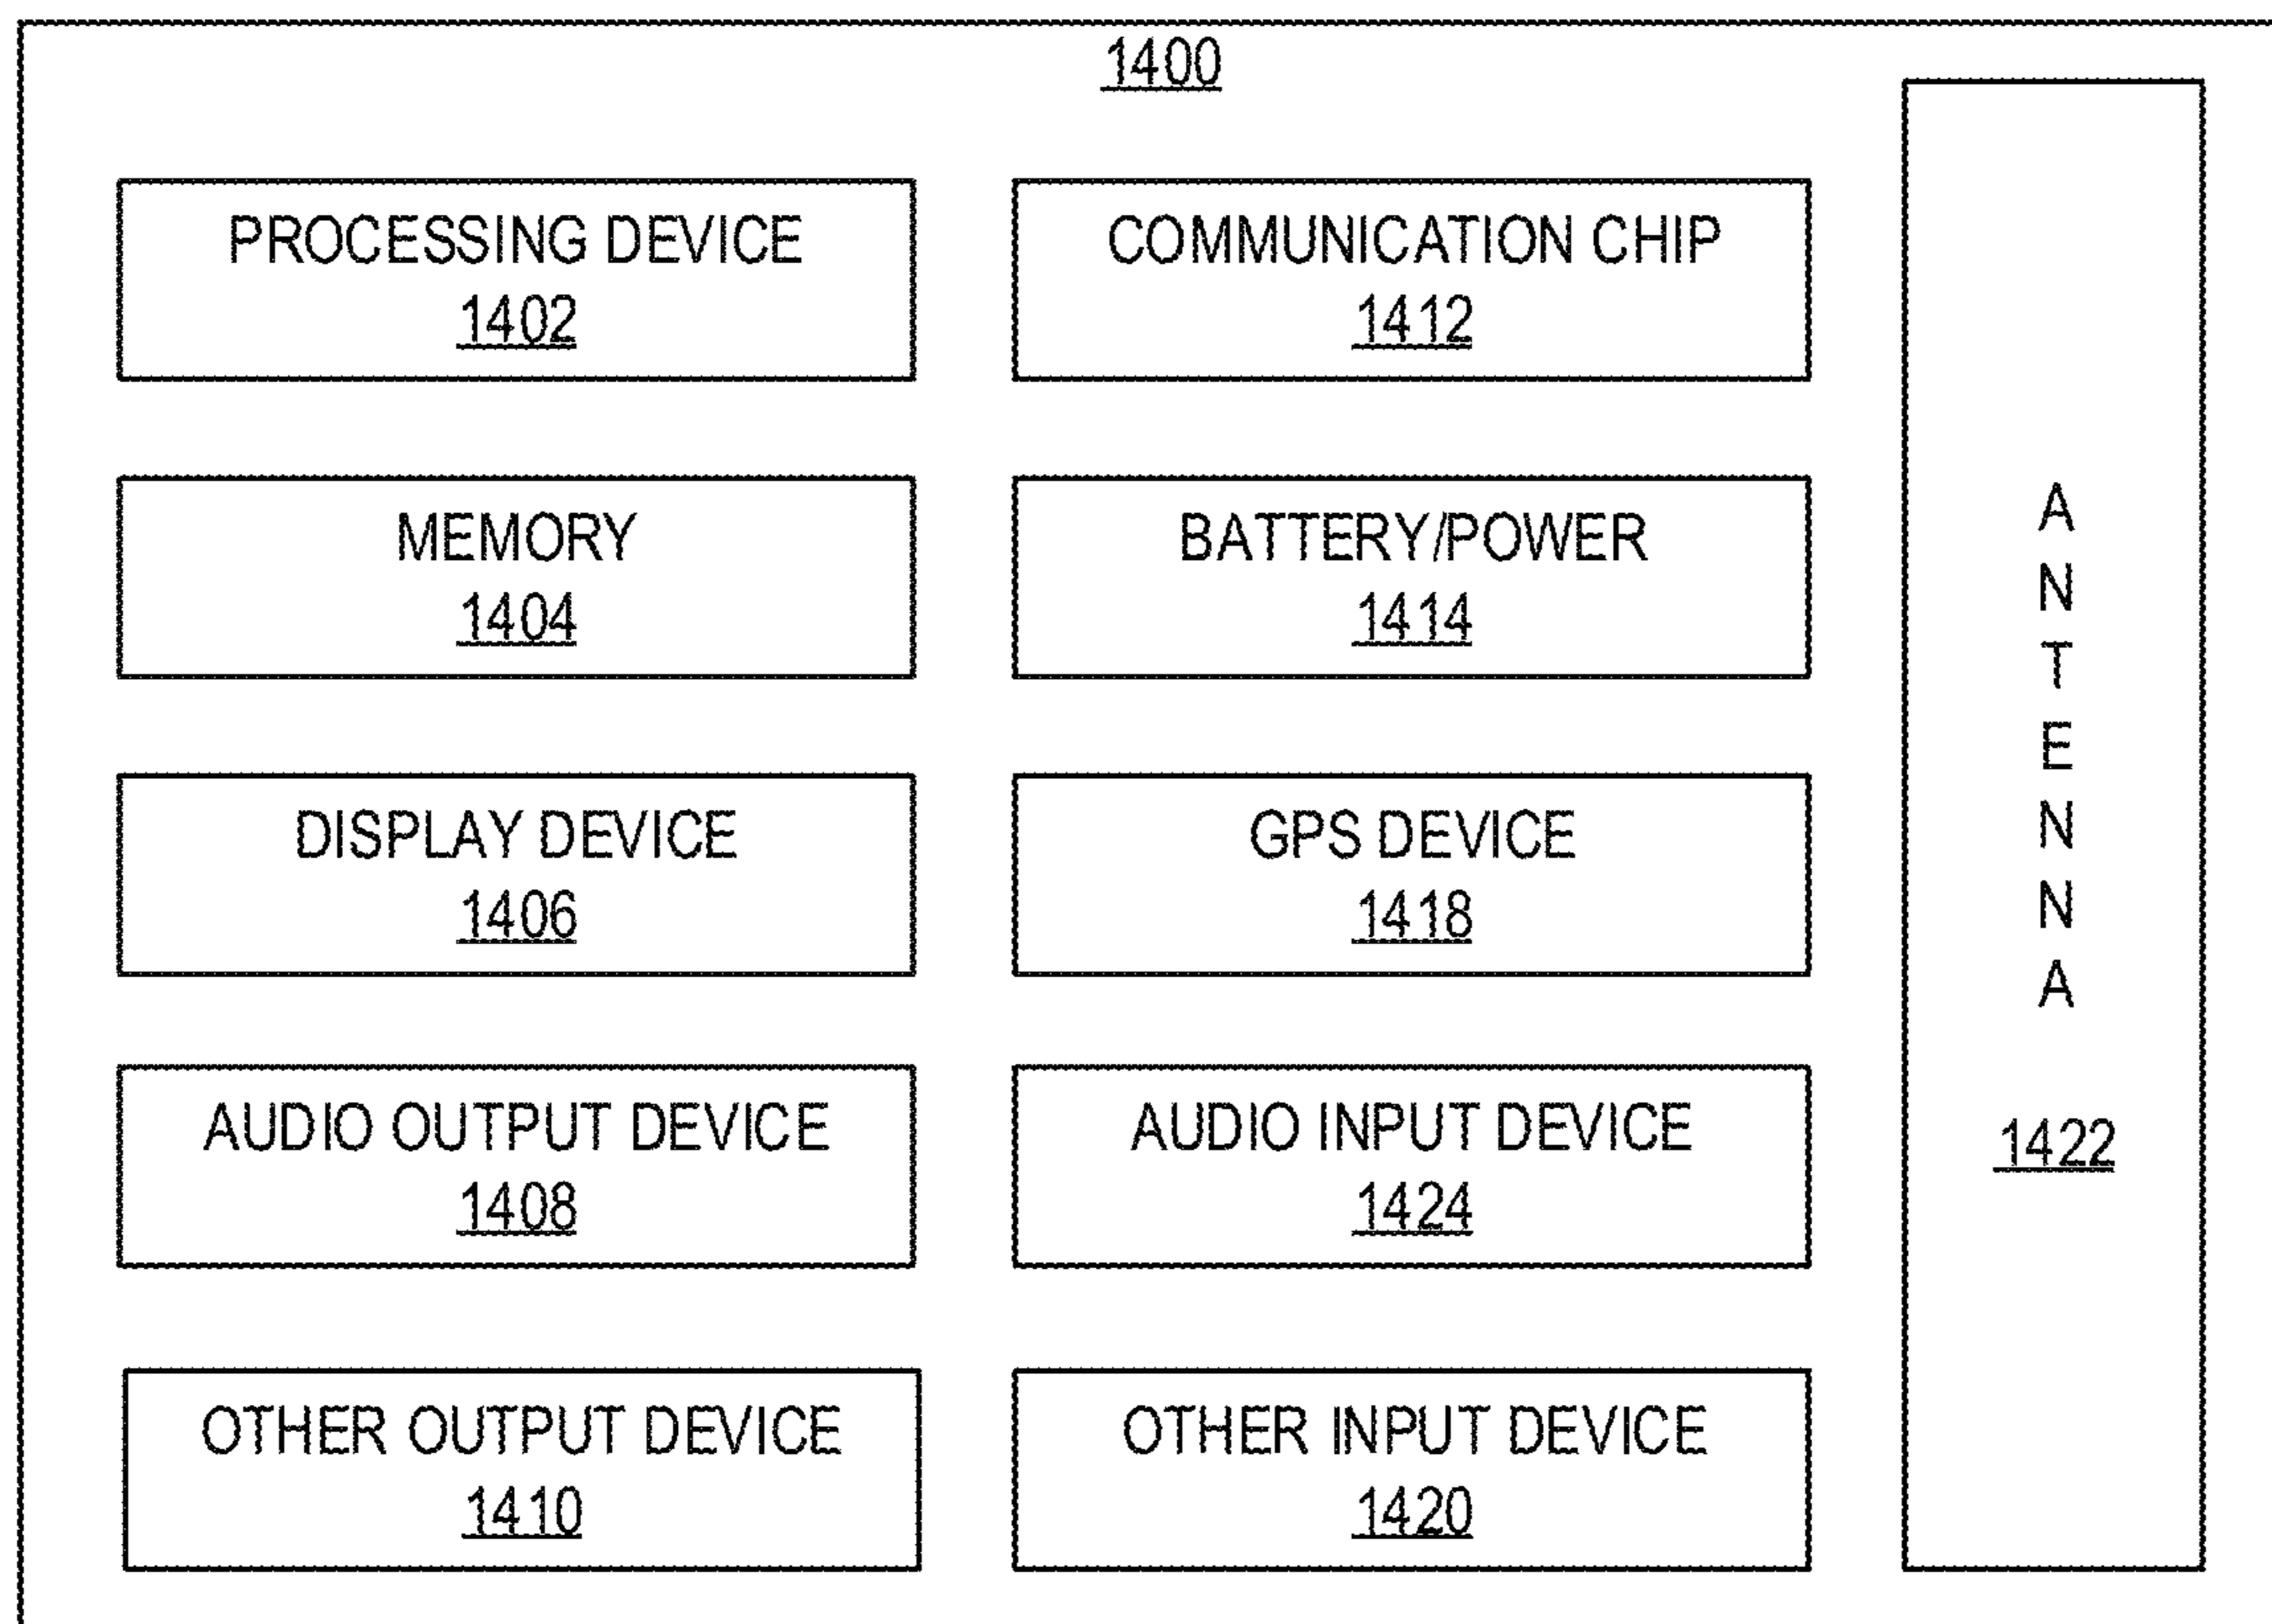 1400
PROCESSING DEVICE
1402
COMMUNICATION CHIP
1412
MEMORY
1404
BATTERY/POWER
1414
DISPLAY DEVICE
1406
GPS DEVICE
1418
AUDIO OUTPUT DEVICE
1408
AUDIO INPUT DEVICE
1424
OTHER OUTPUT DEVICE
1410
OTHER INPUT DEVICE
1420
A
N
T
E
N
N
A
1422